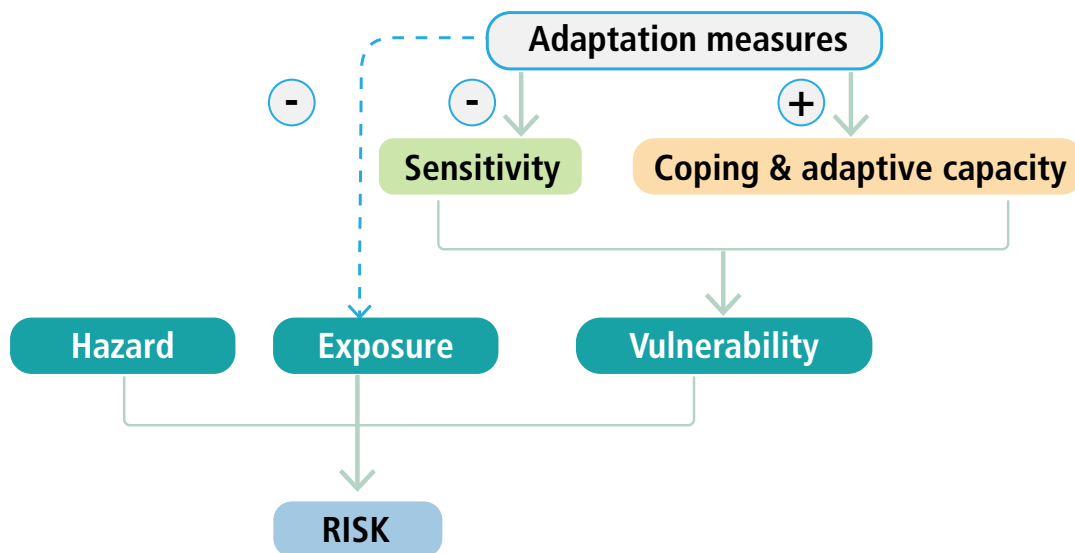 Adaptation measures
- - +
Sensitivity Coping & adaptive capacity
Hazard Exposure Vulnerability
RISK